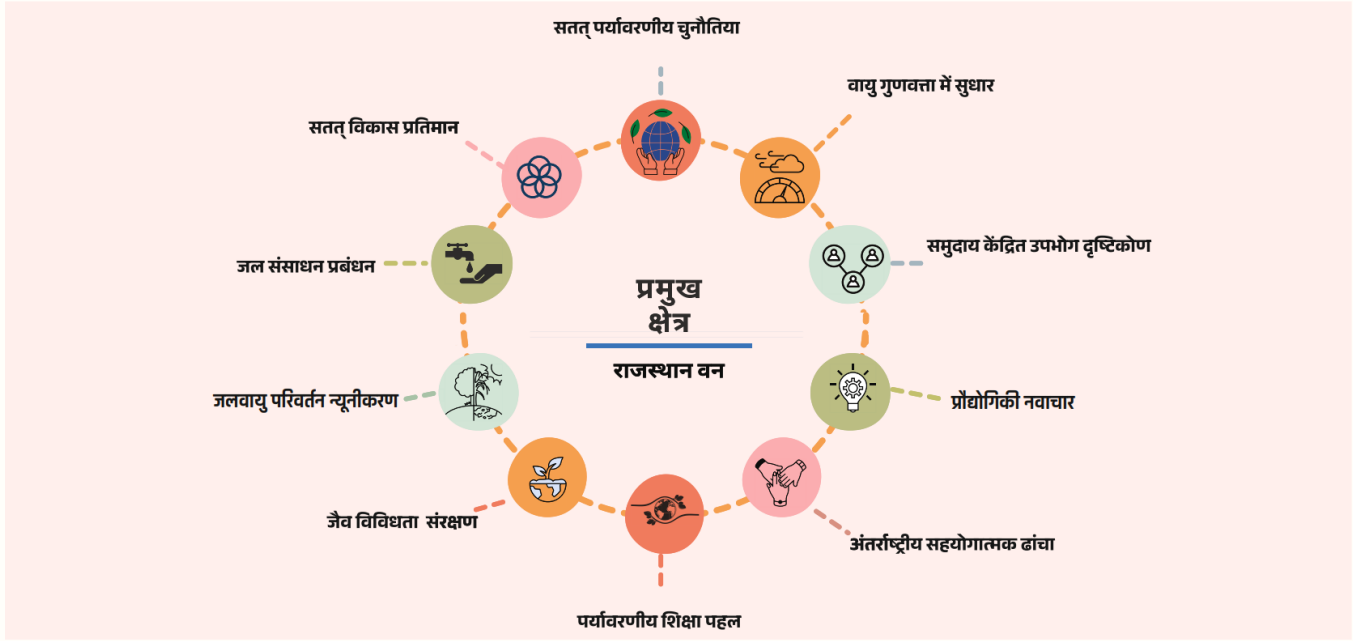 सतत् पर्यावरणीय चुनौतिया
वायु गुणवत्ता में सुधार
समुदाय केंद्रित उपभोग दृष्टिकोण
प्रौद्योगिकी नवाचार
अंतर्राष्ट्रीय सहयोगात्मक ढांचा
पर्यावरणीय शिक्षा पहल
जैव विविधता संरक्षण
जलवायु परिवर्तन न्यूनीकरण
जल संसाधन प्रबंधन
सतत् विकास प्रतिमान
प्रमुख
क्षेत्र
राजस्थान वन